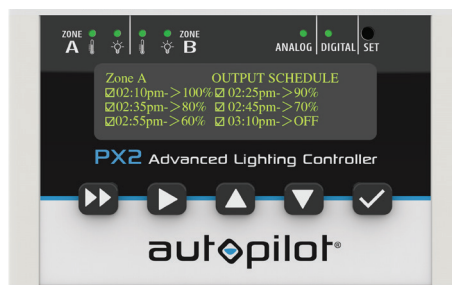 ZONE A ZONE B ANALOG DIGITAL SET
Zone A OUTPUT SCHEDULE
☑02:10pm->100% ☑02:25pm->90%
☑02:35pm->80% ☑02:45pm->70%
☑02:55pm->60% ☑03:10pm->OFF
PX2 Advanced Lighting Controller
autopilot®